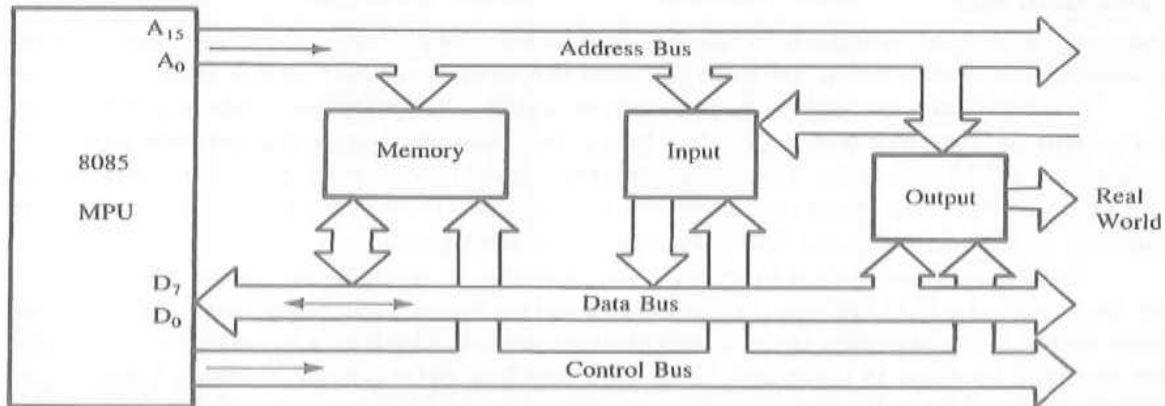 A15
A0
Address Bus
8085
MPU
Memory
Input
Output
Real
World
D7
D0
Data Bus
Control Bus